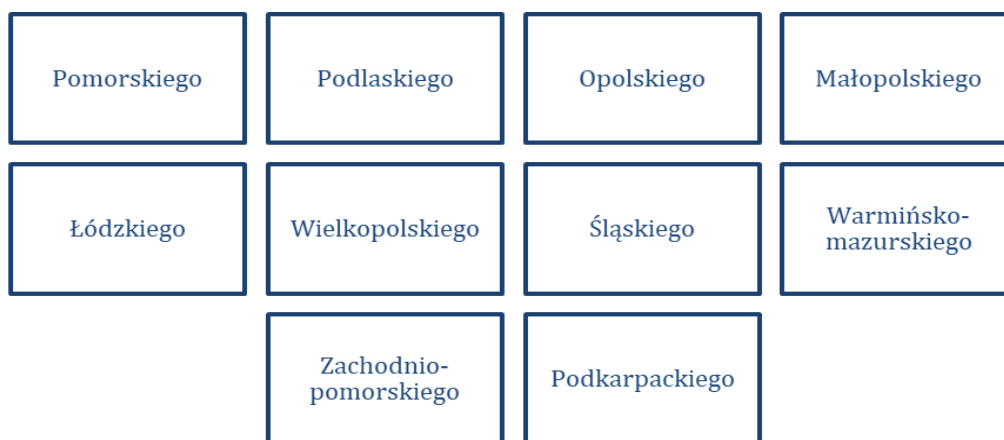 Pomorskiego
Podlaskiego
Opolskiego
Małopolskiego
Łódzkiego
Wielkopolskiego
Śląskiego
Warmińsko-
mazurskiego
Zachodnio-
pomorskiego
Podkarpackiego